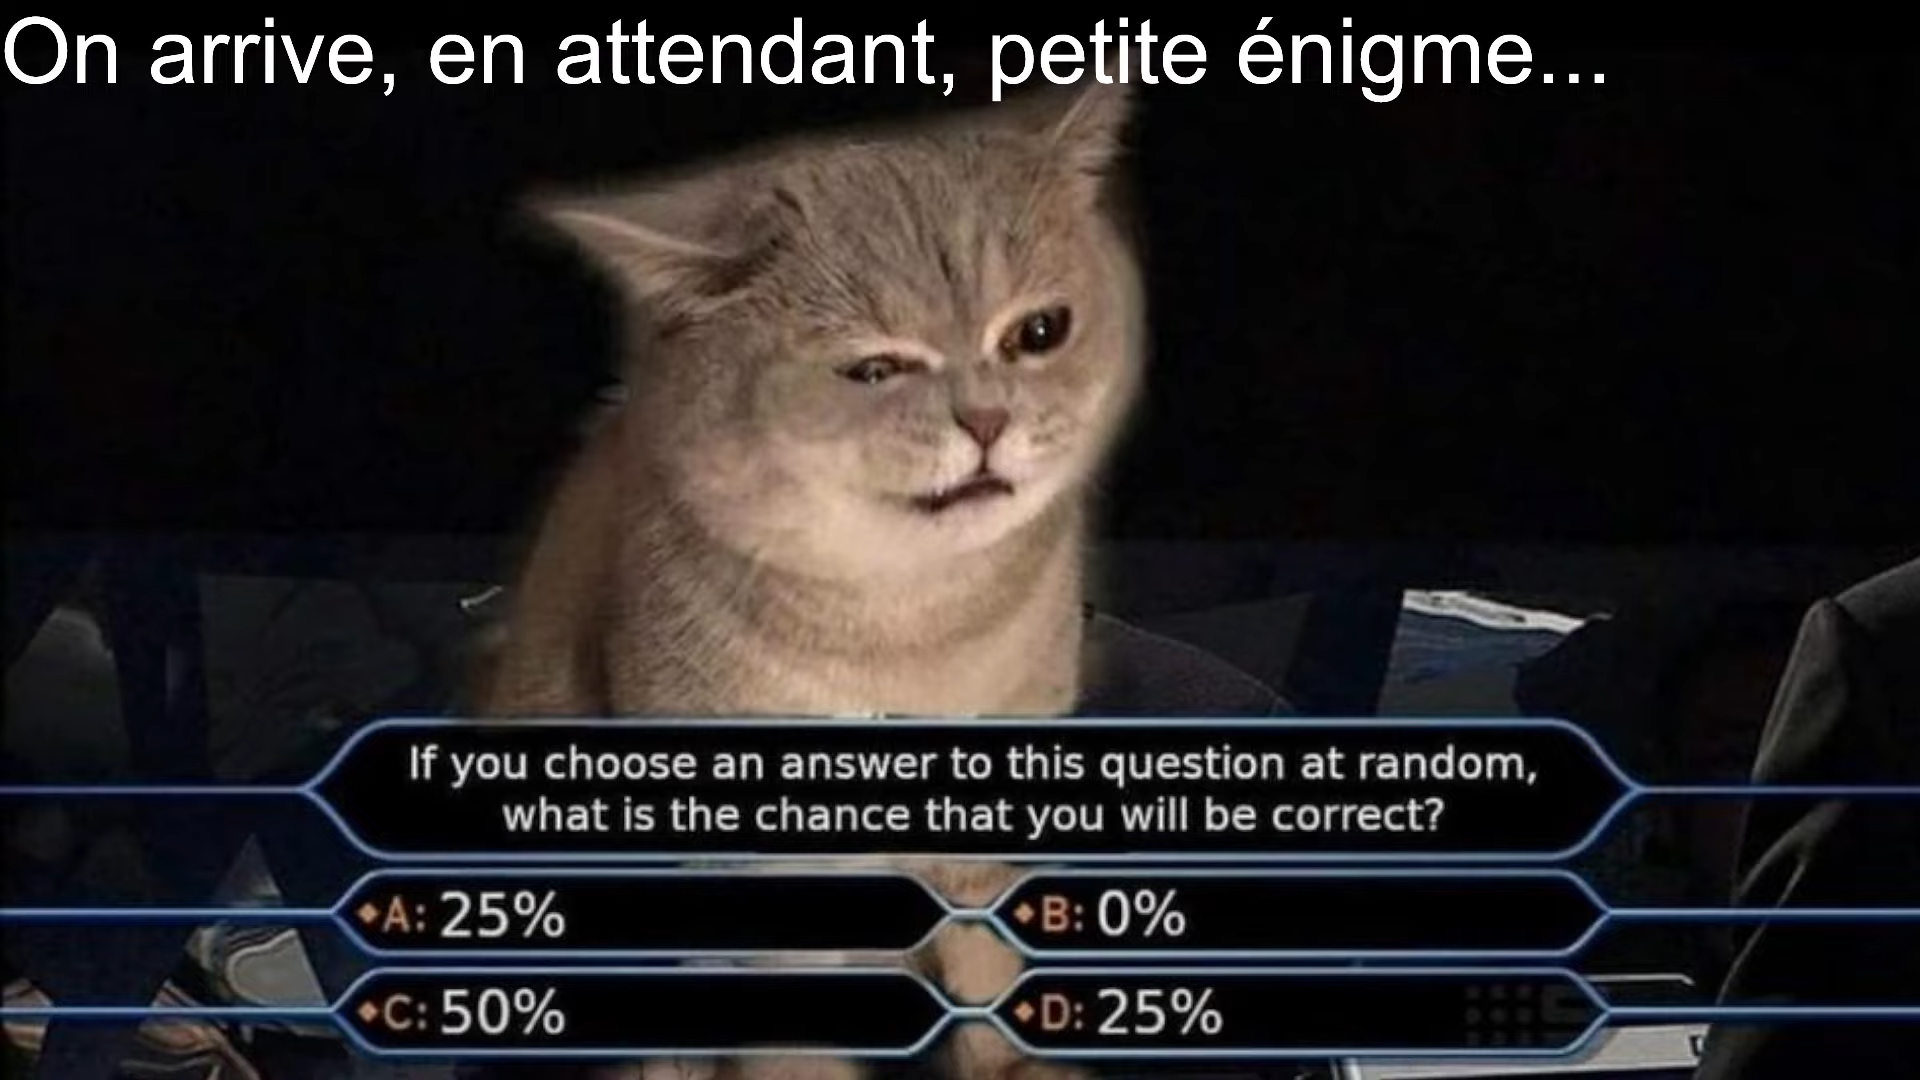 On arrive, en attendant, petite énigme...
If you choose an answer to this question at random,
what is the chance that you will be correct?
A: 25%
B: 0%
C: 50%
D: 25%